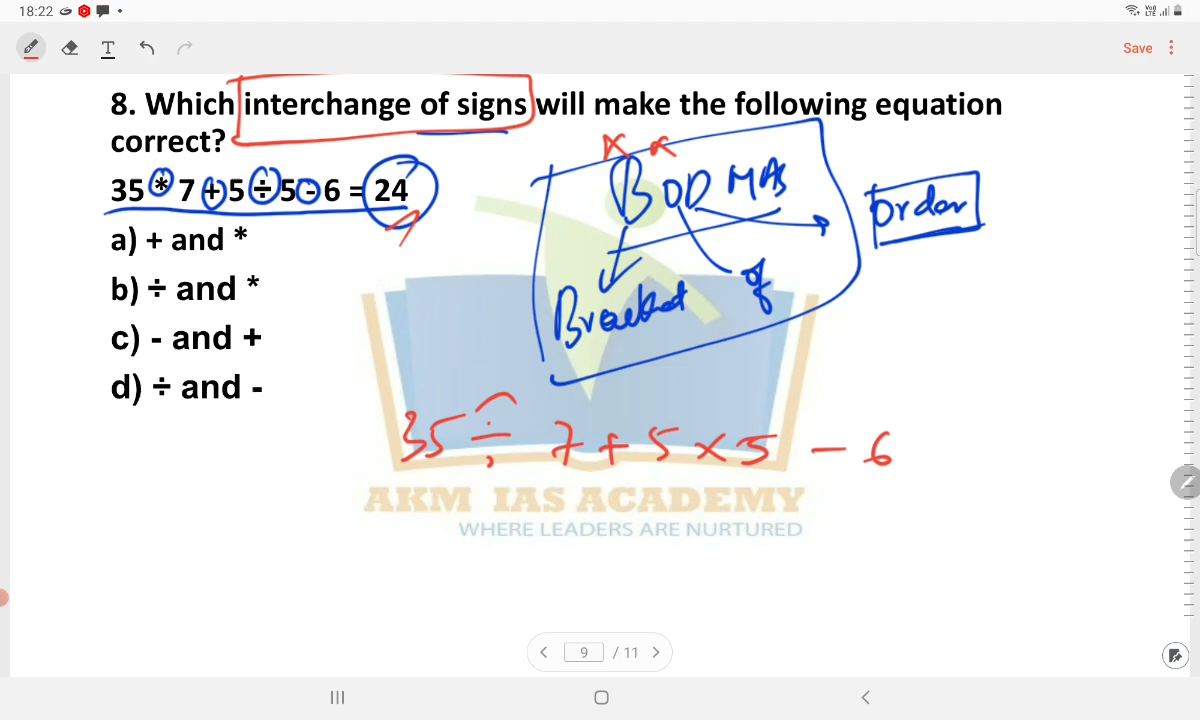 18:22
Vo))
LTE
T
Save
8. Which interchange of signs will make the following equation
correct?
35 * 7 + 5 ÷ 5 - 6 = 24
a) + and *
b) ÷ and *
c) - and +
d) ÷ and -
BODMAS
order
Bracket
of
35 ÷ 7 + 5 × 5 - 6
AKM IAS ACADEMY
WHERE LEADERS ARE NURTURED
9 / 11